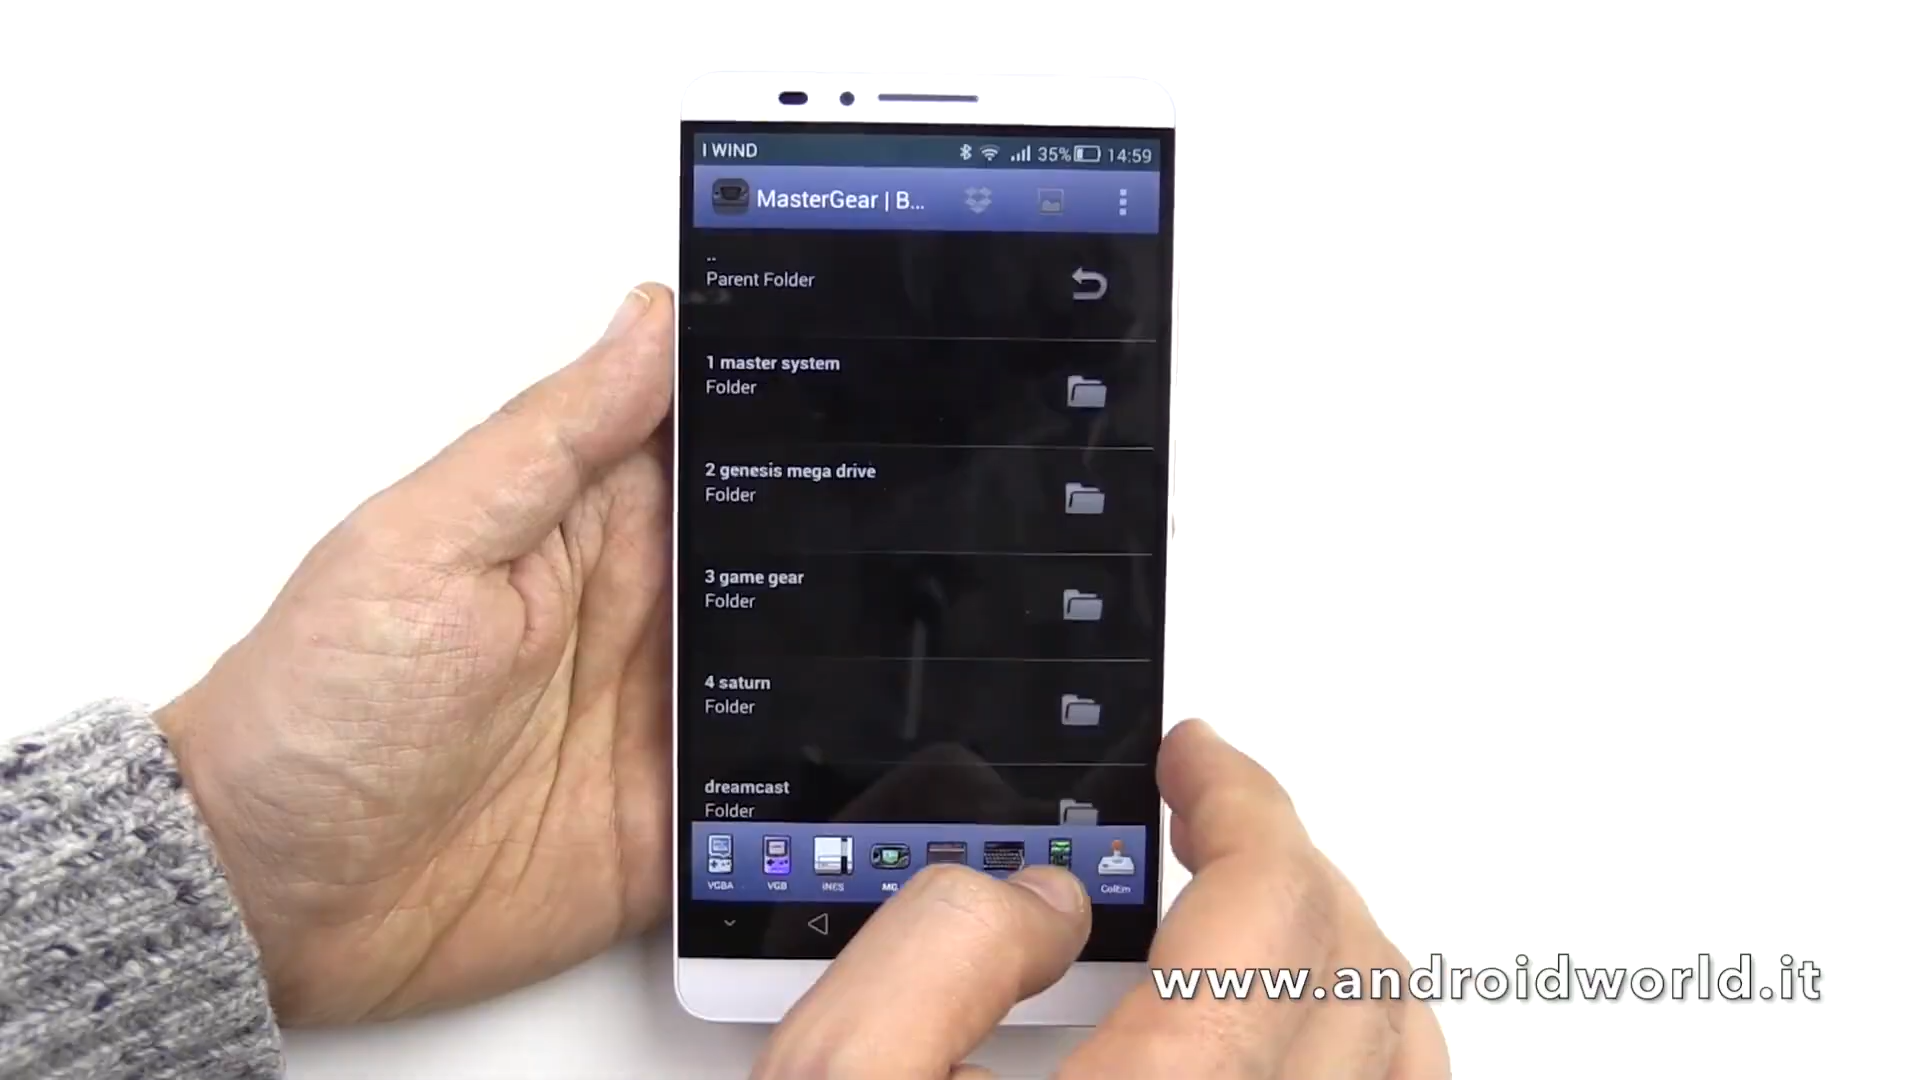 I WIND
35% 14:59
MasterGear | B...
..
Parent Folder
1 master system
Folder
2 genesis mega drive
Folder
3 game gear
Folder
4 saturn
Folder
dreamcast
Folder
VGBA VGB iNES MG ColEm
www.androidworld.it